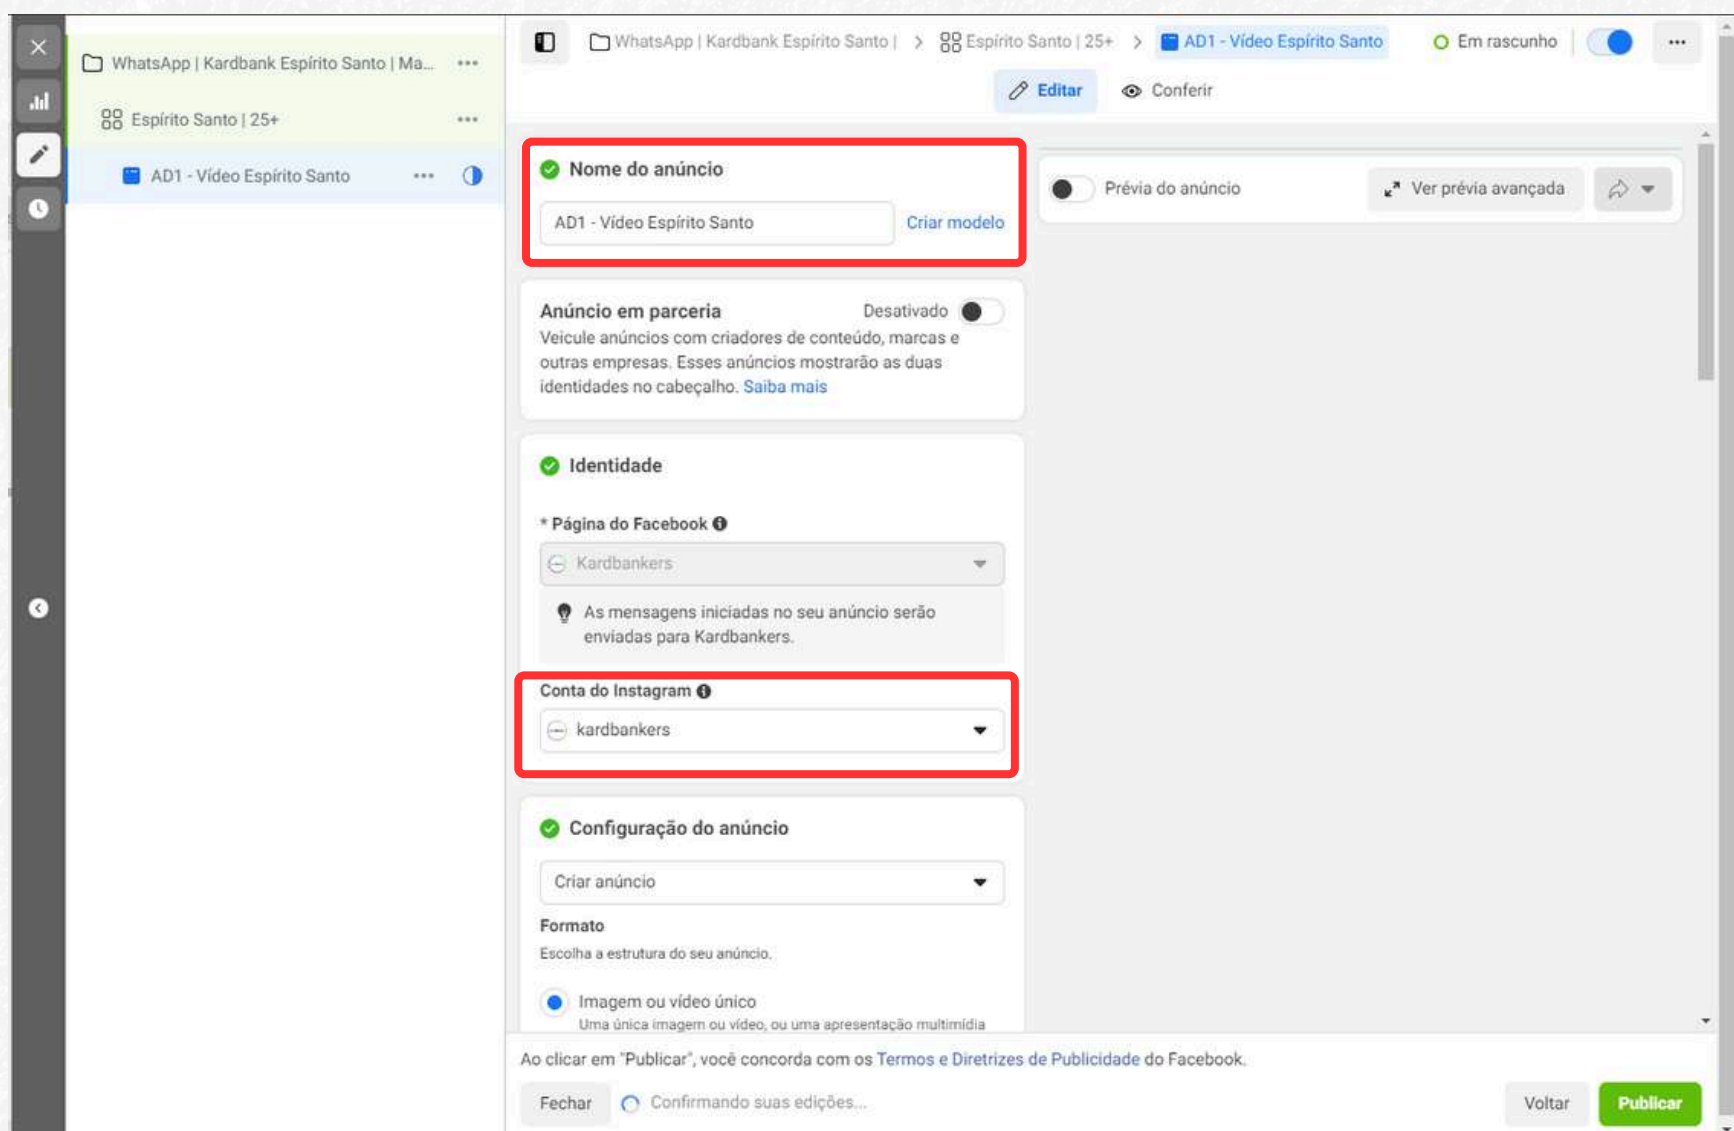 WhatsApp | Kardbank Espírito Santo | Ma...
Espírito Santo | 25+
AD1 - Vídeo Espírito Santo
WhatsApp | Kardbank Espírito Santo | > Espírito Santo | 25+ > AD1 - Vídeo Espírito Santo
Em rascunho
Editar
Conferir
Nome do anúncio
AD1 - Vídeo Espírito Santo
Criar modelo
Anúncio em parceria
Desativado
Veicule anúncios com criadores de conteúdo, marcas e
outras empresas. Esses anúncios mostrarão as duas
identidades no cabeçalho. Saiba mais
Identidade
* Página do Facebook
Kardbankers
As mensagens iniciadas no seu anúncio serão
enviadas para Kardbankers.
Conta do Instagram
kardbankers
Configuração do anúncio
Criar anúncio
Formato
Escolha a estrutura do seu anúncio.
Imagem ou vídeo único
Uma única imagem ou vídeo, ou uma apresentação multimídia
Prévia do anúncio
Ver prévia avançada
Ao clicar em "Publicar", você concorda com os Termos e Diretrizes de Publicidade do Facebook.
Fechar
Confirmando suas edições...
Voltar
Publicar